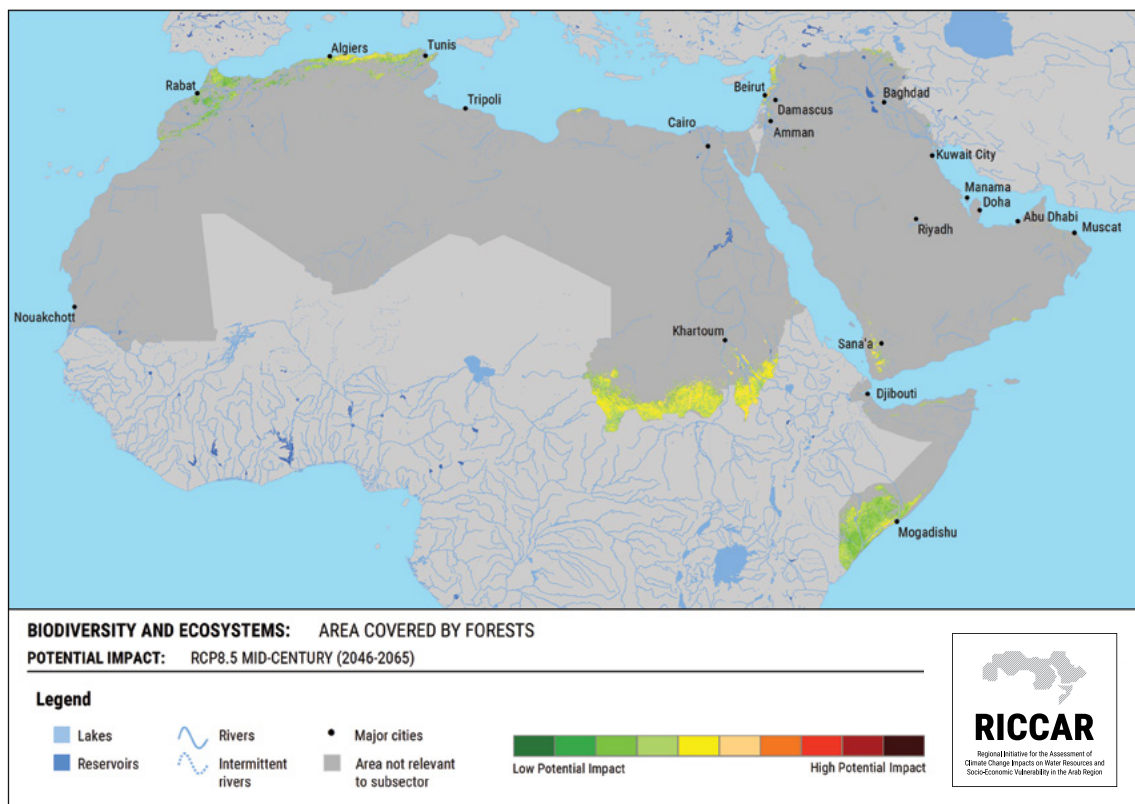 Algiers
Tunis
Rabat
Tripoli
Beirut
Damascus
Baghdad
Amman
Cairo
Kuwait City
Manama
Doha
Abu Dhabi
Muscat
Riyadh
Nouakchott
Khartoum
Sana'a
Djibouti
Mogadishu
BIODIVERSITY AND ECOSYSTEMS: AREA COVERED BY FORESTS
POTENTIAL IMPACT: RCP8.5 MID-CENTURY (2046-2065)
Legend
Lakes
Reservoirs
Rivers
Intermittent
rivers
Major cities
Area not relevant
to subsector
Low Potential Impact
High Potential Impact
RICCAR
Regional Initiative for the Assessment of
Climate Change Impacts on Water Resources and
Socio-Economic Vulnerability in the Arab Region